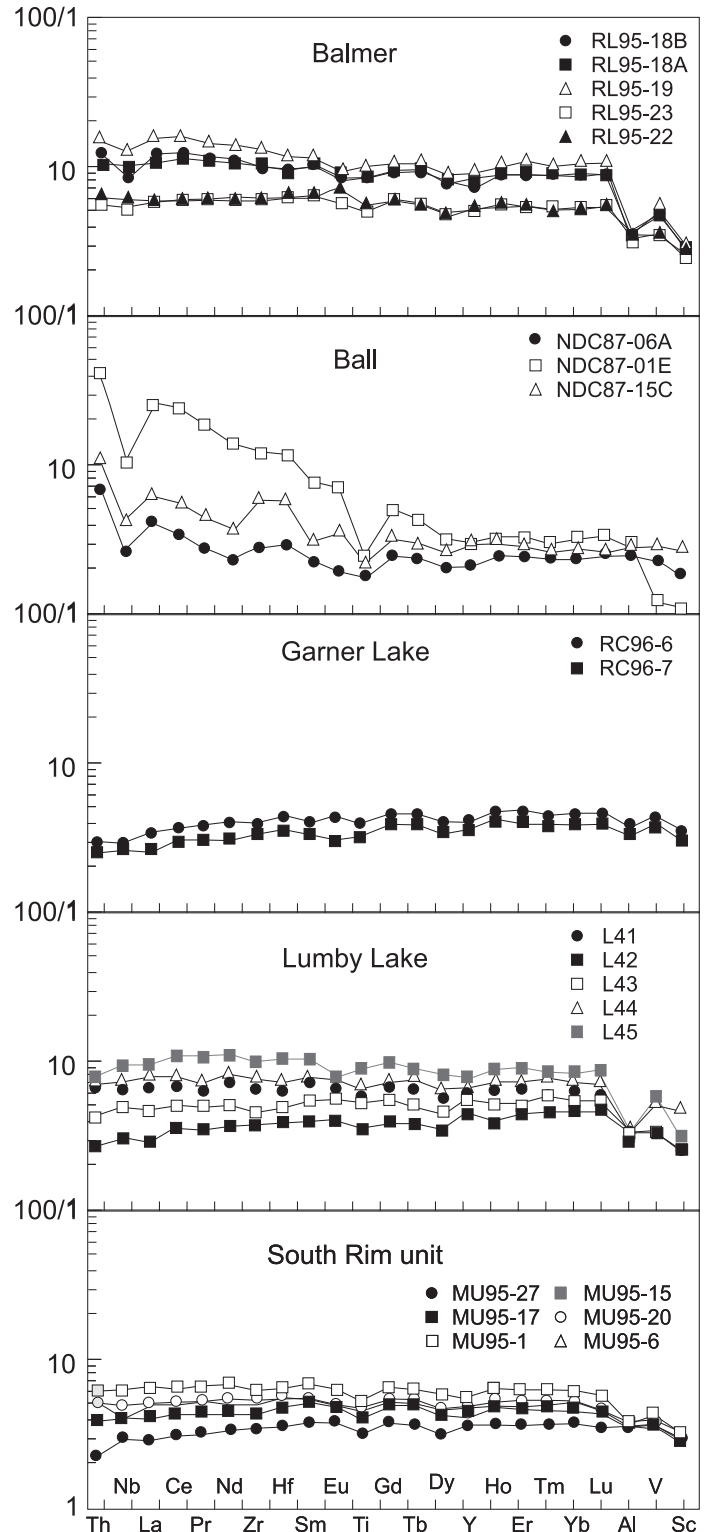 100/1
Balmer
RL95-18B
RL95-18A
RL95-19
RL95-23
RL95-22
10
100/1
Ball
NDC87-06A
NDC87-01E
NDC87-15C
10
100/1
Garner Lake
RC96-6
RC96-7
10
100/1
Lumby Lake
L41
L42
L43
L44
L45
10
100/1
South Rim unit
MU95-27 MU95-15
MU95-17 MU95-20
MU95-1 MU95-6
10
Nb Ce Nd Hf Eu Gd Dy Ho Tm Lu V
1
Th La Pr Zr Sm Ti Tb Y Er Yb Al Sc